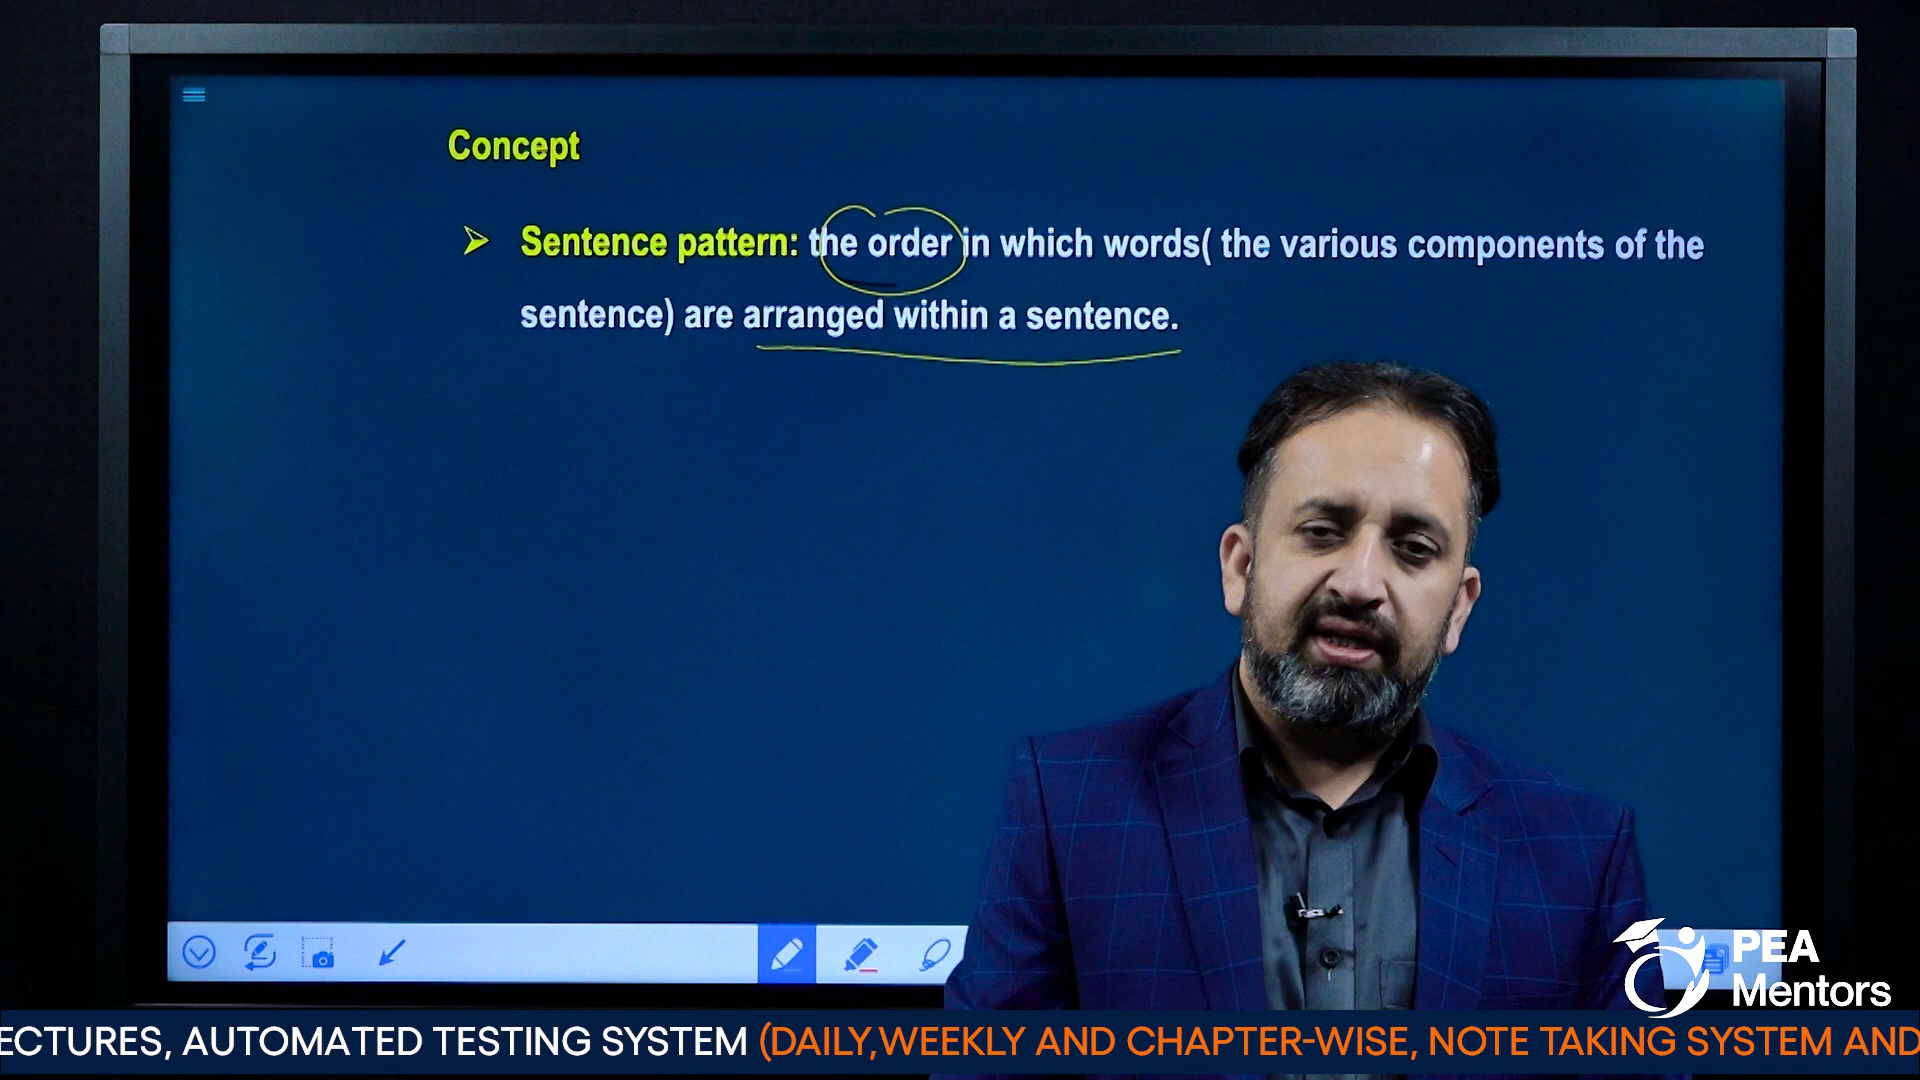 Concept
Sentence pattern: the order in which words( the various components of the
sentence) are arranged within a sentence.
PEA
Mentors
ECTURES, AUTOMATED TESTING SYSTEM (DAILY,WEEKLY AND CHAPTER-WISE, NOTE TAKING SYSTEM AND